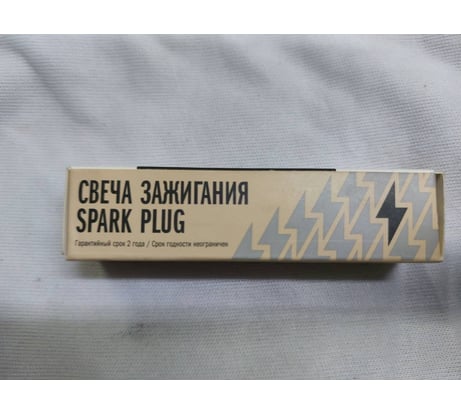 СВЕЧА ЗАЖИГАНИЯ
SPARK PLUG
Гарантийный срок 2 года / Срок годности неограничен